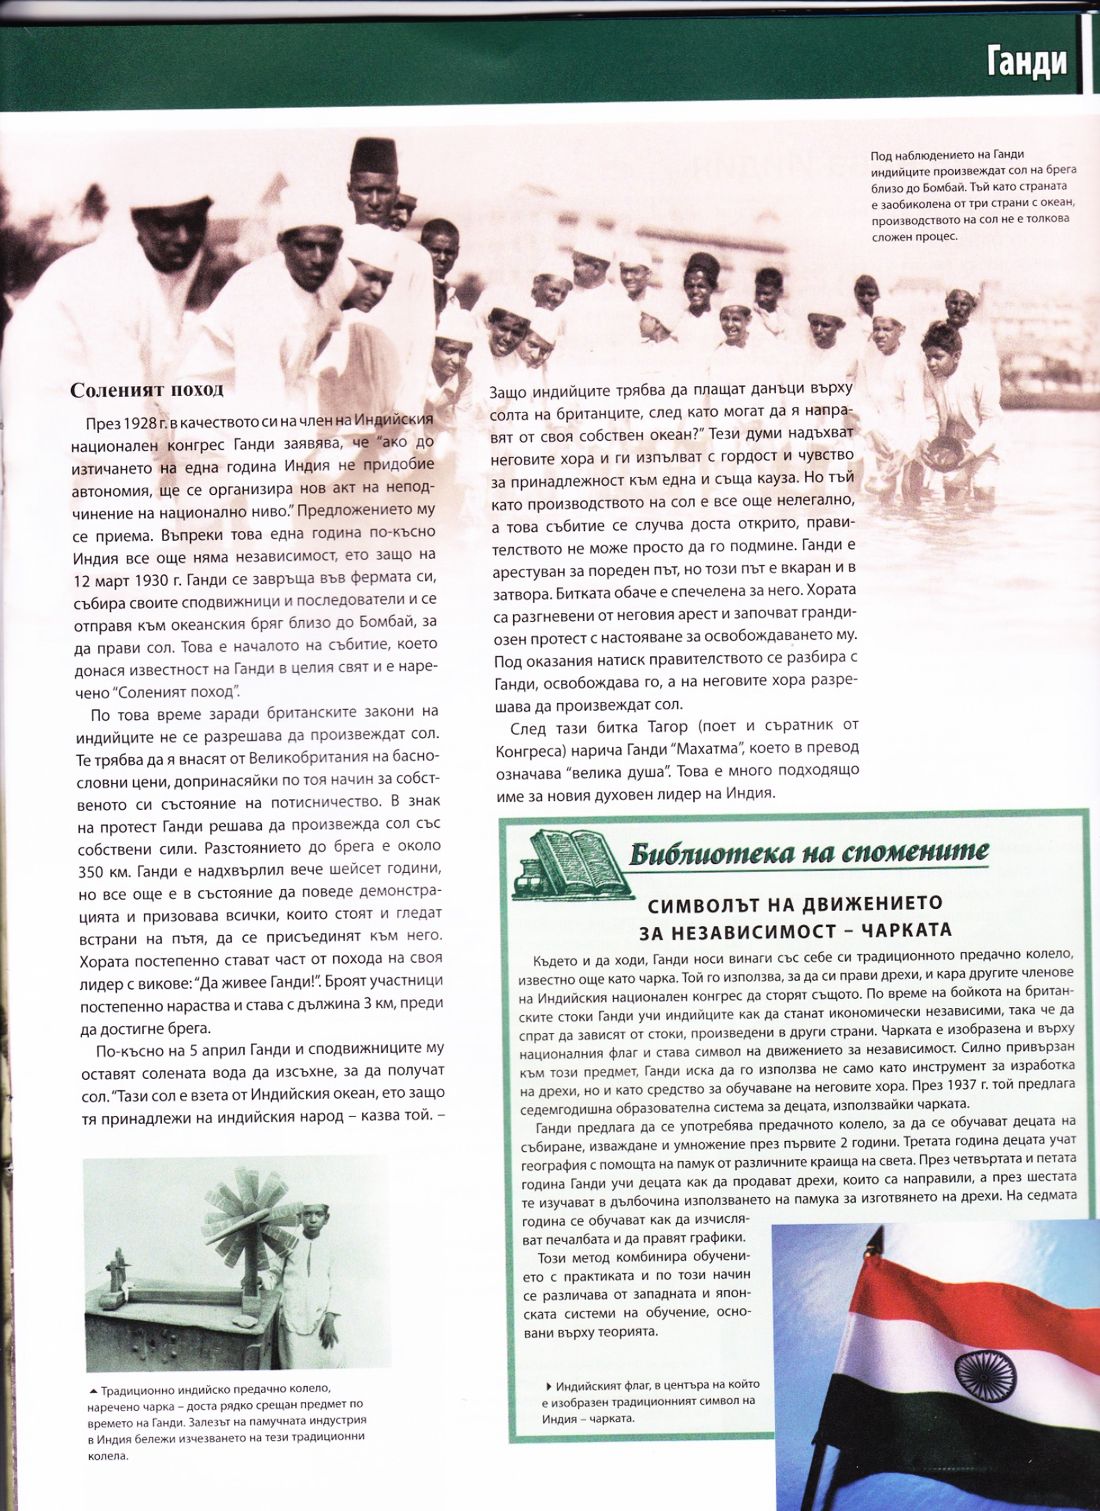 Ганди
Под наблюдението на Ганди
индийците произвеждат сол на брега
близо до Бомбай. Тъй като страната
е заобиколена от три страни с океан,
производството на сол не е толкова
сложен процес.
Соленият поход
През 1928 г. в качеството си на член на Индийския
национален конгрес Ганди заявява, че “ако до
изтичането на една година Индия не придобие
автономия, ще се организира нов акт на непод-
чинение на национално ниво.” Предложението му
се приема. Въпреки това една година по-късно
Индия все още няма независимост, ето защо на
12 март 1930 г. Ганди се завръща във фермата си,
събира своите сподвижници и последователи и се
отправя към океанския бряг близо до Бомбай, за
да прави сол. Това е началото на събитие, което
донася известност на Ганди в целия свят и е наре-
чено “Соленият поход”.
По това време заради британските закони на
индийците не се разрешава да произвеждат сол.
Те трябва да я внасят от Великобритания на басно-
словни цени, допринасяйки по тоя начин за собст-
веното си състояние на потисничество. В знак
на протест Ганди решава да произвежда сол със
собствени сили. Разстоянието до брега е около
350 км. Ганди е надхвърлил вече шейсет години,
но все още е в състояние да поведе демонстра-
цията и призовава всички, които стоят и гледат
встрани на пътя, да се присъединят към него.
Хората постепенно стават част от похода на своя
лидер с викове: “Да живее Ганди!”. Броят участници
постепенно нараства и става с дължина 3 км, преди
да достигне брега.
По-късно на 5 април Ганди и сподвижниците му
оставят солената вода да изсъхне, за да получат
сол. “Тази сол е взета от Индийския океан, ето защо
тя принадлежи на индийския народ – казва той. –
Защо индийците трябва да плащат данъци върху
солта на британците, след като могат да я напра-
вят от своя собствен океан?” Тези думи надъхват
неговите хора и ги изпълват с гордост и чувство
за принадлежност към една и съща кауза. Но тъй
като производството на сол е все още нелегално,
а това събитие се случва доста открито, прави-
телството не може просто да го подмине. Ганди е
арестуван за пореден път, но този път е вкаран и в
затвора. Битката обаче е спечелена за него. Хората
са разгневени от неговия арест и започват гранди-
озен протест с настояване за освобождаването му.
Под оказания натиск правителството се разбира с
Ганди, освобождава го, а на неговите хора разре-
шава да произвеждат сол.
След тази битка Тагор (поет и съратник от
Конгреса) нарича Ганди “Махатма”, което в превод
означава “велика душа”. Това е много подходящо
име за новия духовен лидер на Индия.
Библиотека на спомените
СИМВОЛЪТ НА ДВИЖЕНИЕТО
ЗА НЕЗАВИСИМОСТ – ЧАРКАТА
Където и да ходи, Ганди носи винаги със себе си традиционното предачно колело,
известно още като чарка. Той го използва, за да си прави дрехи, и кара другите членове
на Индийския национален конгрес да сторят същото. По време на бойкота на британ-
ските стоки Ганди учи индийците как да станат икономически независими, така че да
спрат да зависят от стоки, произведени в други страни. Чарката е изобразена и върху
националния флаг и става символ на движението за независимост. Силно привързан
към този предмет, Ганди иска да го използва не само като инструмент за изработка
на дрехи, но и като средство за обучаване на неговите хора. През 1937 г. той предлага
седемгодишна образователна система за децата, използвайки чарката.
Ганди предлага да се употребява предачното колело, за да се обучават децата на
събиране, изваждане и умножение през първите 2 години. Третата година децата учат
география с помощта на памук от различните краища на света. През четвъртата и петата
година Ганди учи децата как да продават дрехи, които са направили, а през шестата
те изучават в дълбочина използването на памука за изготвянето на дрехи. На седмата
година се обучават как да изчисля-
ват печалбата и да правят графики.
Този метод комбинира обучени-
ето с практиката и по този начин
се различава от западната и япон-
ската системи на обучение, осно-
вани върху теорията.
Индийският флаг, в центъра на който
е изобразен традиционният символ на
Индия – чарката.
Традиционно индийско предачно колело,
наречено чарка – доста рядко срещан предмет по
времето на Ганди. Залезът на памучната индустрия
в Индия бележи изчезването на тези традиционни
колела.